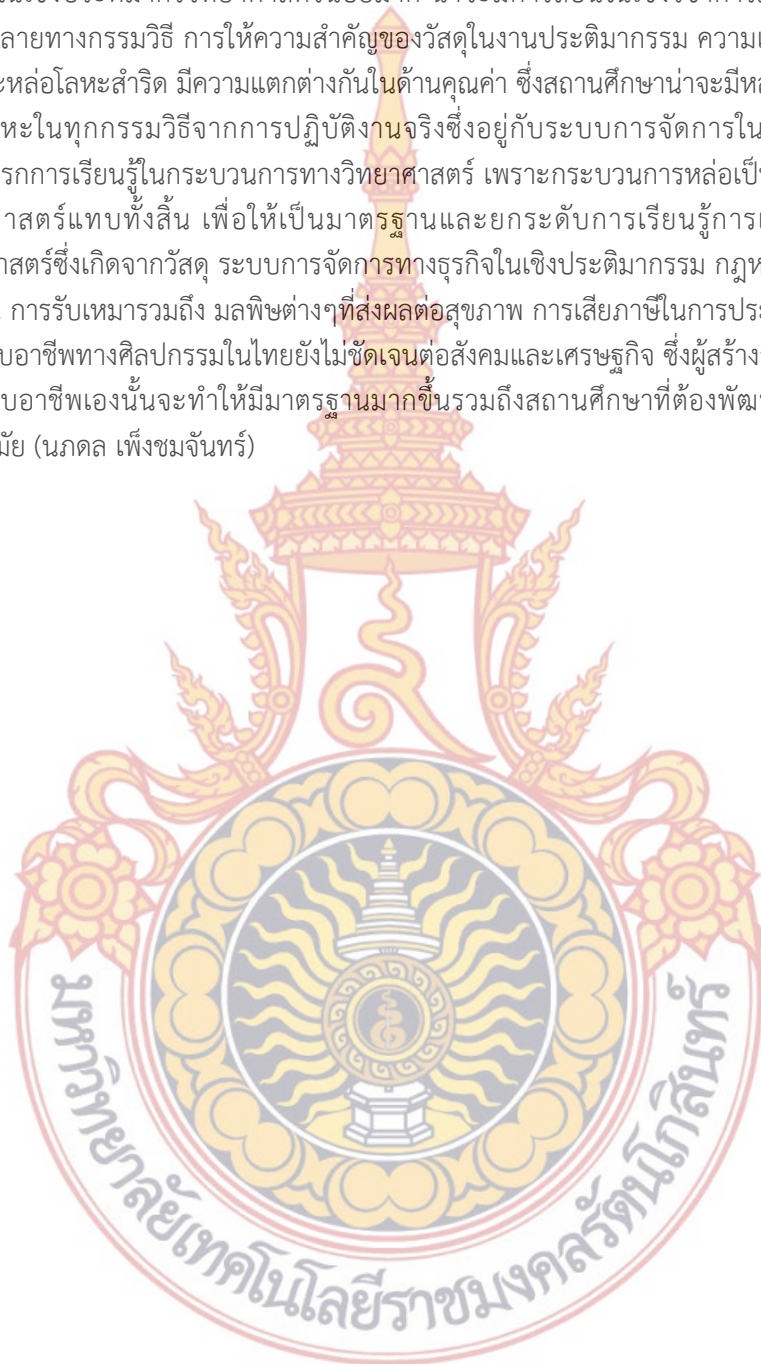 ลายทางกรรมวิธี การให้ความสำคัญของวัสดุในงานประติมากรรม
ะหล่อโลหะสำริด มีความแตกต่างกันในด้านคุณค่า ซึ่งสถานศึกษาน่าจะมี
หะในทุกกรรมวิธีจากการปฏิบัติงานจริงซึ่งอยู่กับระบบการจัดการใน
รกการเรียนรู้ในกระบวนการทางวิทยาศาสตร์ เพราะกระบวนการหล่อเป็
าสตร์แทบทั้งสิ้น เพื่อให้เป็นมาตรฐานและยกระดับการเรียนรู้การ
าสตร์ซึ่งเกิดจากวัสดุ ระบบการจัดการทางธุรกิจในเชิงประติมากรรม
การรับเหมารวมถึง มลพิษต่างๆที่ส่งผลต่อสุขภาพ การเสียภาษีในการ
บอาชีพทางศิลปกรรมในไทยยังไม่ชัดเจนต่อสังคมและเศรษฐกิจ ซึ่งผู้สร้าง
บอาชีพเองนั้นจะทำให้มีมาตรฐานมากขึ้นรวมถึงสถานศึกษาที่ต้อง
มัย (นภดล เพ็งชมจันทร์)
มหาวิทยาลัยเทคโนโลยีราชมงคลรัตนโกสินทร์